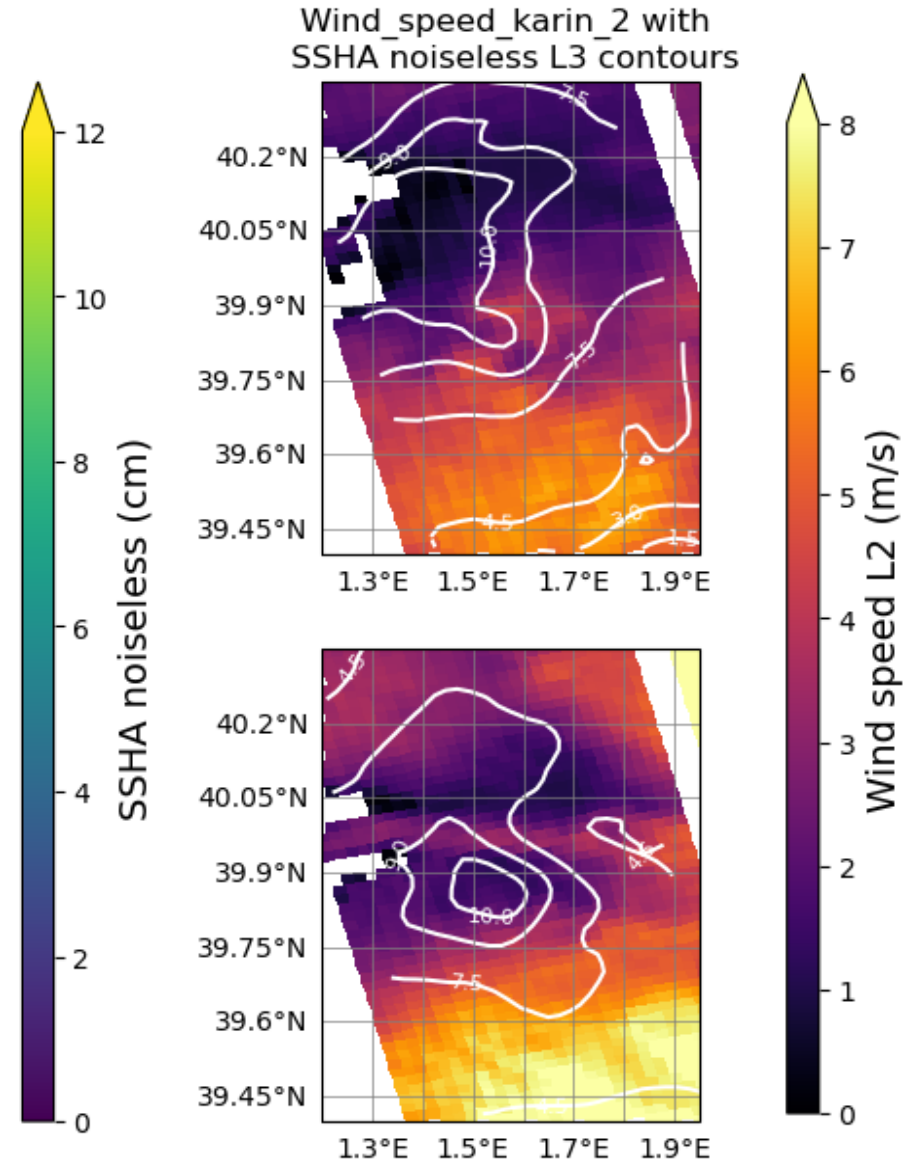 Wind_speed_karin_2 with
SSHA noiseless L3 contours
12
10
8
6
4
2
0
SSHA noiseless (cm)
40.2°N
40.05°N
39.9°N
39.75°N
39.6°N
39.45°N
7.5
9.0
10.0
7.5
4.5
3.0
1.5
1.3°E
1.5°E
1.7°E
1.9°E
40.2°N
40.05°N
39.9°N
39.75°N
39.6°N
39.45°N
4.5
9.0
10.0
7.5
1.3°E
1.5°E
1.7°E
1.9°E
8
7
6
5
4
3
2
1
0
Wind speed L2 (m/s)